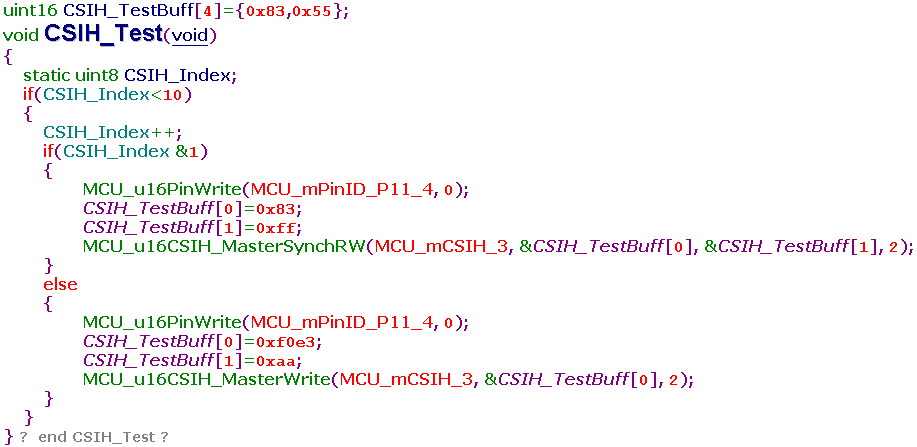 uint16 CSIH_TestBuff[4]={0x83,0x55};
void CSIH_Test(void)
{
static uint8 CSIH_Index;
if(CSIH_Index<10)
{
CSIH_Index++;
if(CSIH_Index &1)
{
MCU_u16PinWrite(MCU_mPinID_P11_4,0);
CSIH_TestBuff[0]=0x83;
CSIH_TestBuff[1]=0xff;
MCU_u16CSIH_MasterSynchRW(MCU_mCSIH_3, &CSIH_TestBuff[0], &CSIH_TestBuff[1],2);
}
else
{
MCU_u16PinWrite(MCU_mPinID_P11_4,0);
CSIH_TestBuff[0]=0xf0e3;
CSIH_TestBuff[1]=0xaa;
MCU_u16CSIH_MasterWrite(MCU_mCSIH_3, &CSIH_TestBuff[0],2);
}
}
} ? end CSIH_Test ?